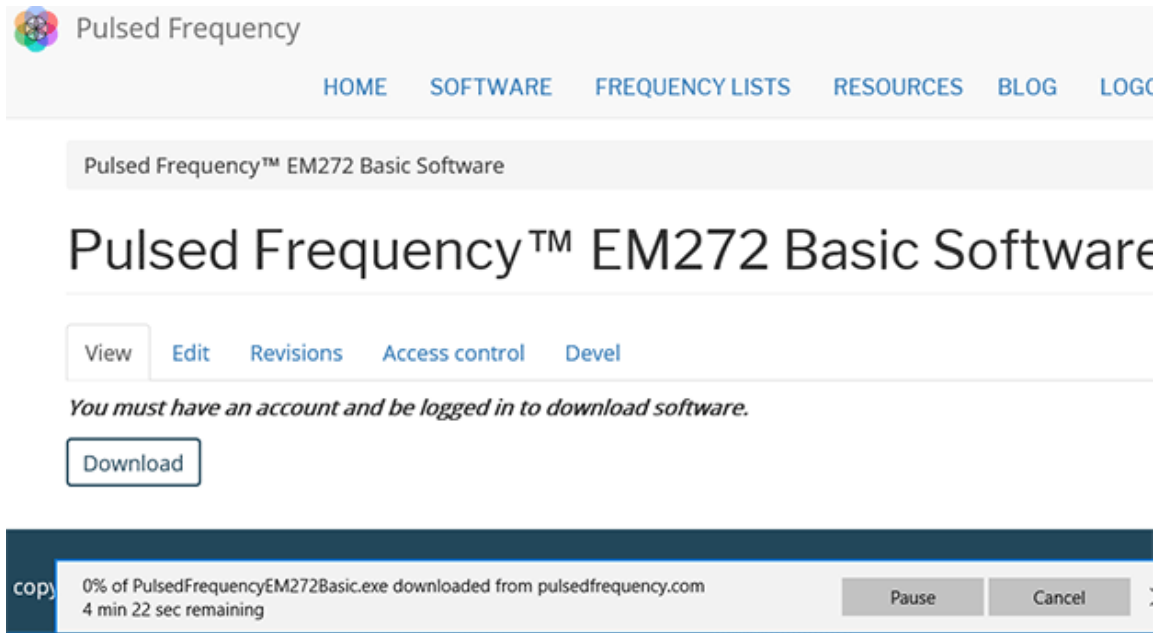 Pulsed Frequency
HOME SOFTWARE FREQUENCY LISTS RESOURCES BLOG
Pulsed Frequency™ EM272 Basic Software
Pulsed Frequency™ EM272 Basic Software
View Edit Revisions Access control Devel
You must have an account and be logged in to download software.
Download
copy
0% of PulsedFrequencyEM272Basic.exe downloaded from pulsedfrequency.com
4 min 22 sec remaining
Pause Cancel